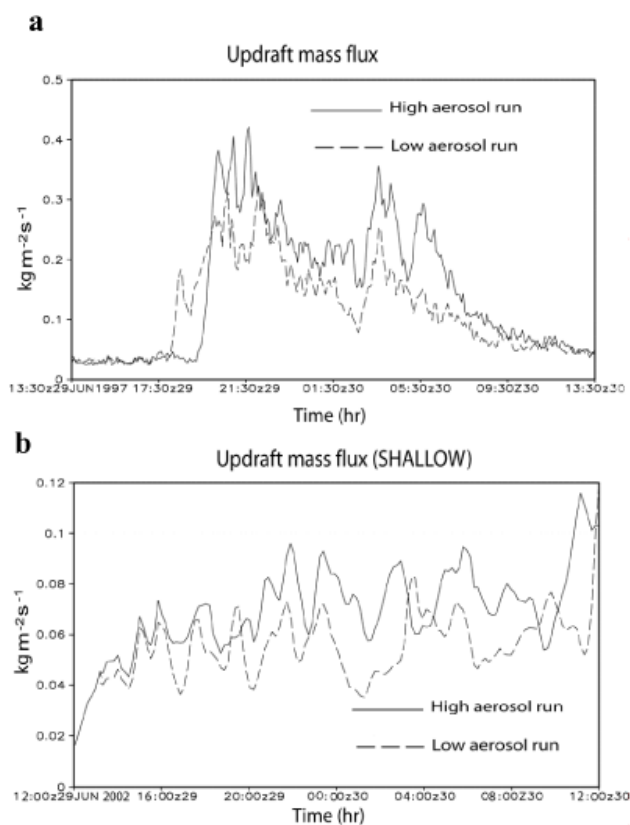 a
Updraft mass flux
0.5
High aerosol run
0.4
Low aerosol run
0.3
kg m-2s-1
0.2
0.1
0
13:30z29JUN1997 17:30z29 21:30z29 01:30z30 05:30z30 09:30z30 13:30z30
Time (hr)
b
Updraft mass flux (SHALLOW)
0.12
0.1
0.08
kg m-2s-1
0.06
0.04
High aerosol run
0.02
Low aerosol run
0
12:00z29JUN 2002 16:00z29 20:00z29 00:00z30 04:00z30 08:00z30 12:00z30
Time (hr)